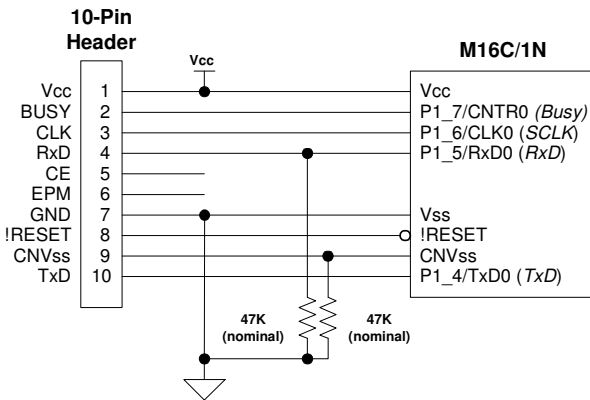 10-Pin
Header
Vcc
M16C/1N
Vcc 1 Vcc
BUSY 2 P1_7/CNTR0 (Busy)
CLK 3 P1_6/CLK0 (SCLK)
RxD 4 P1_5/RxD0 (RxD)
CE 5
EPM 6
GND 7 Vss
!RESET 8 !RESET
CNVss 9 CNVss
TxD 10 P1_4/TxD0 (TxD)
47K
(nominal)
47K
(nominal)